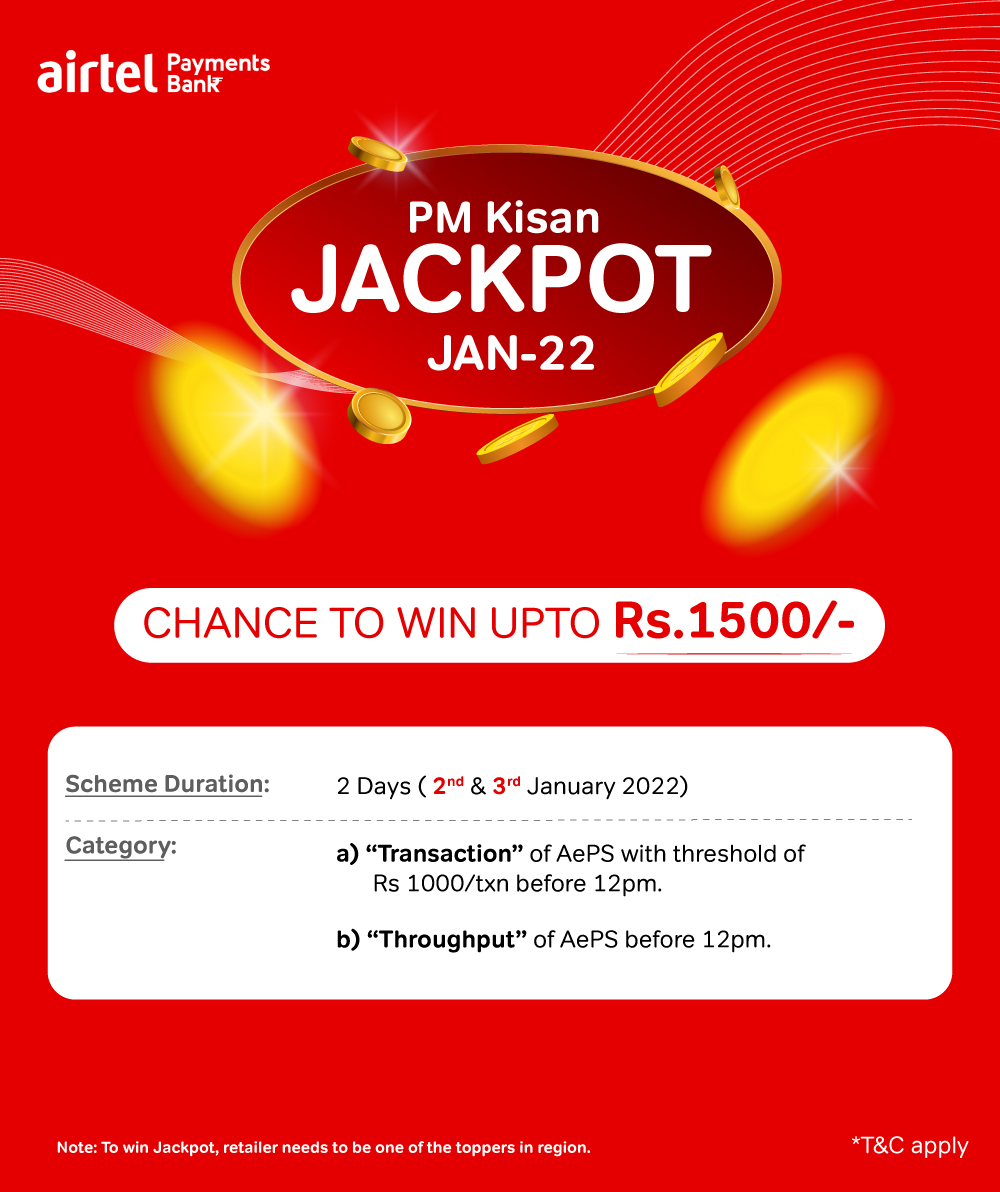 airtel Payments
Bank
PM Kisan
JACKPOT
JAN-22
CHANCE TO WIN UPTO Rs.1500/-
Scheme Duration: 2 Days ( 2nd & 3rd January 2022)
Category: a) “Transaction” of AePS with threshold of
Rs 1000/txn before 12pm.
b) “Throughput” of AePS before 12pm.
Note: To win Jackpot, retailer needs to be one of the toppers in region.
*T&C apply